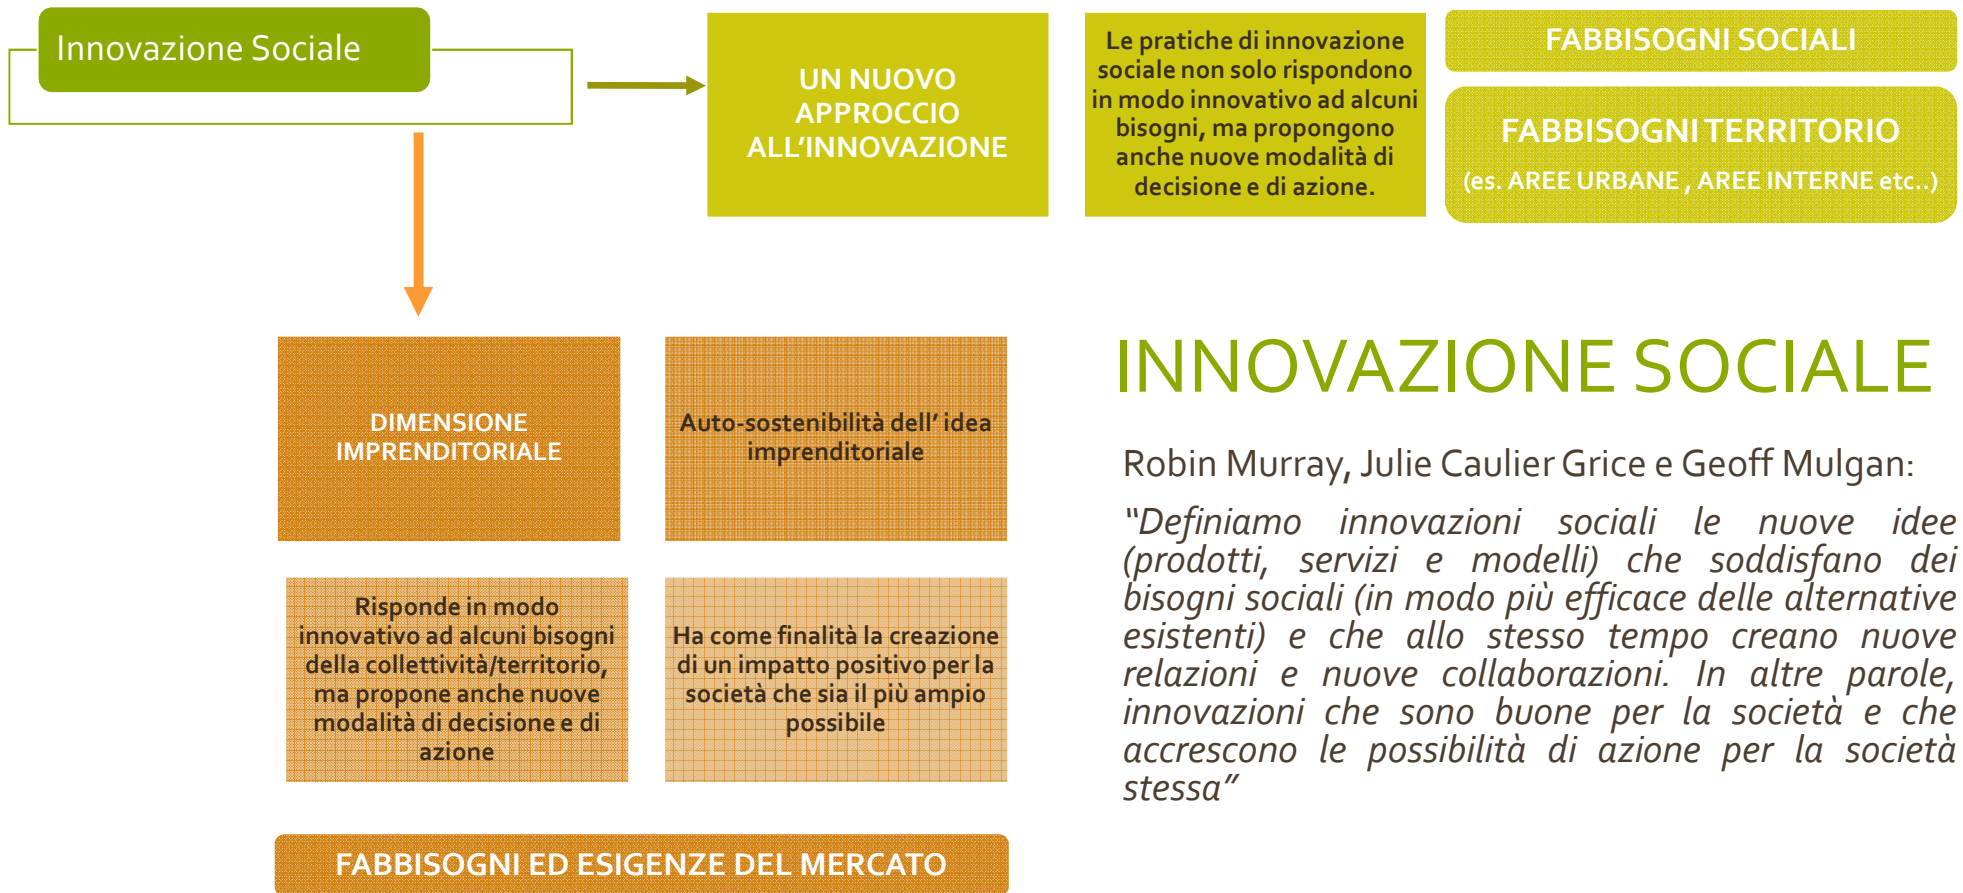 Innovazione Sociale
UN NUOVO
APPROCCIO
ALL’INNOVAZIONE
Le pratiche di innovazione
sociale non solo rispondono
in modo innovativo ad alcuni
bisogni, ma propongono
anche nuove modalità di
decisione e di azione.
FABBISOGNI SOCIALI
FABBISOGNI TERRITORIO
(es. AREE URBANE , AREE INTERNE etc..)
DIMENSIONE
IMPRENDITORIALE
Auto-sostenibilità dell’ idea
imprenditoriale
Risponde in modo
innovativo ad alcuni bisogni
della collettività/territorio,
ma propone anche nuove
modalità di decisione e di
azione
Ha come finalità la creazione
di un impatto positivo per la
società che sia il più ampio
possibile
FABBISOGNI ED ESIGENZE DEL MERCATO
INNOVAZIONE SOCIALE
Robin Murray, Julie Caulier Grice e Geoff Mulgan:
“Definiamo innovazioni sociali le nuove idee
(prodotti, servizi e modelli) che soddisfano dei
bisogni sociali (in modo più efficace delle alternative
esistenti) e che allo stesso tempo creano nuove
relazioni e nuove collaborazioni. In altre parole,
innovazioni che sono buone per la società e che
accrescono le possibilità di azione per la società
stessa”